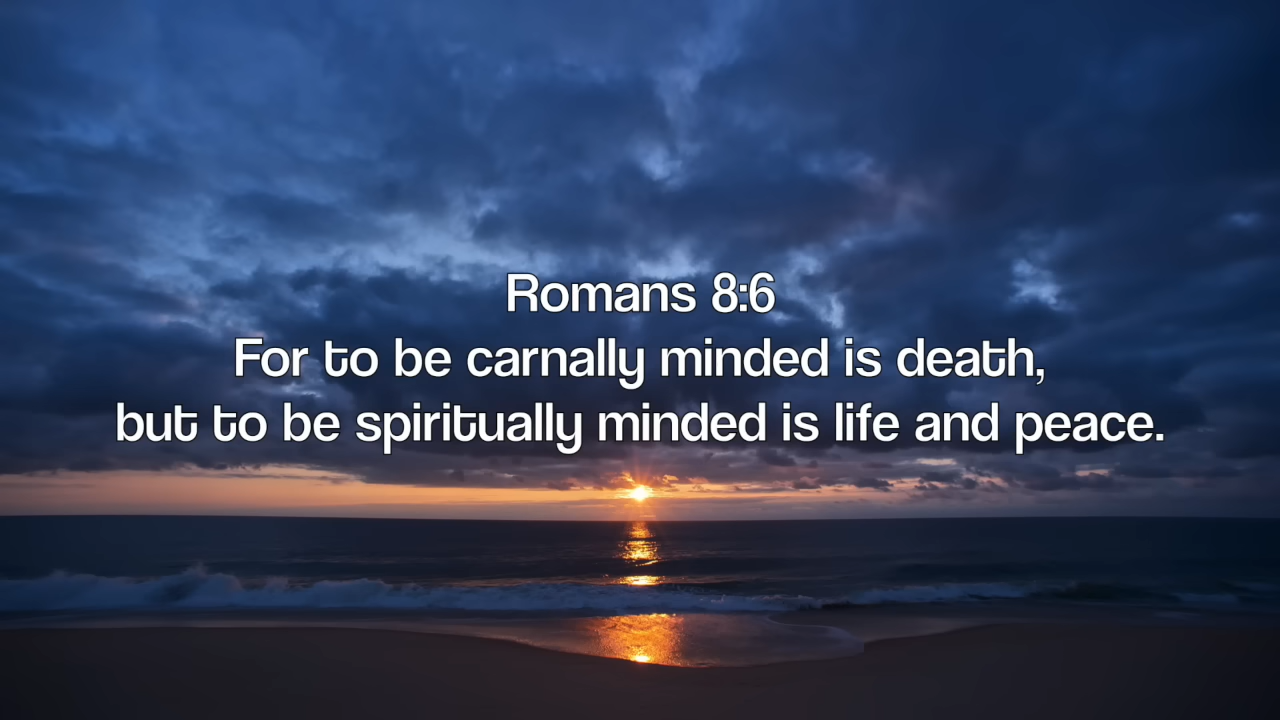 Romans 8:6
For to be carnally minded is death,
but to be spiritually minded is life and peace.